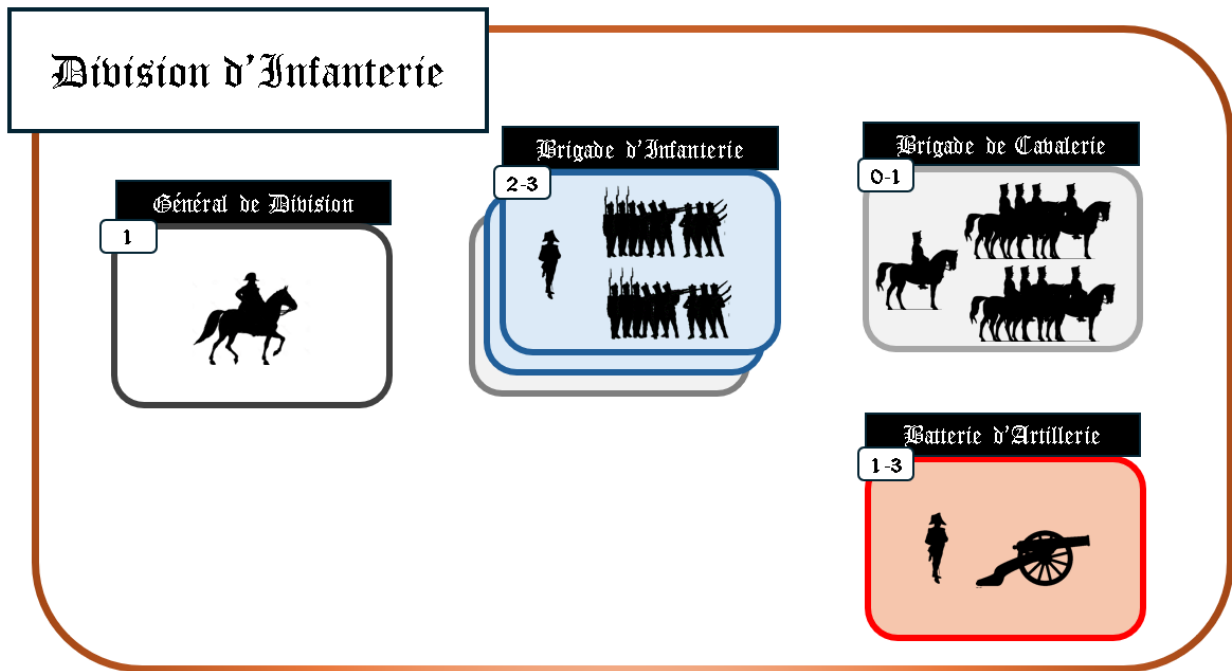 Division d'Infanterie
Général de Division
1
Brigade d'Infanterie
2-3
Brigade de Cavalerie
0-1
Batterie d'Artillerie
1-3